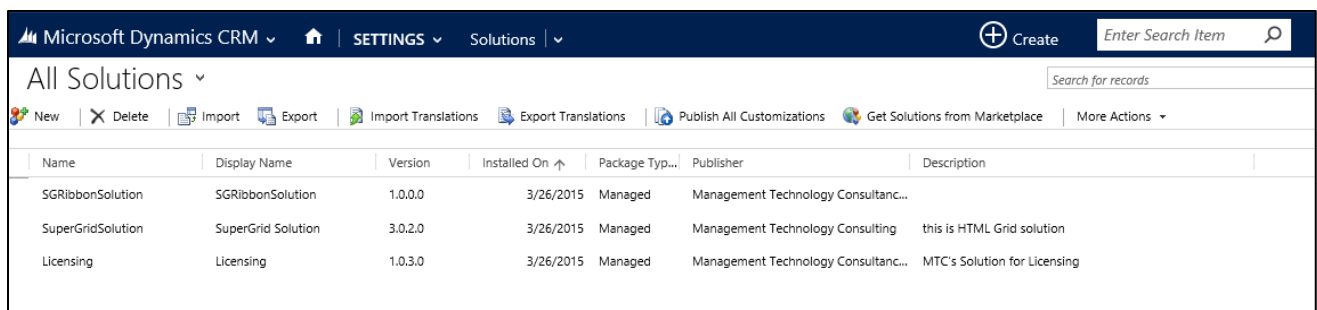 Microsoft Dynamics CRM SETTINGS Solutions Create Enter Search Item
All Solutions
Search for records
New Delete Import Export Import Translations Export Translations Publish All Customizations Get Solutions from Marketplace More Actions
Name Display Name Version Installed On Package Typ... Publisher Description
SGRibbonSolution SGRibbonSolution 1.0.0.0 3/26/2015 Managed Management Technology Consultanc...
SuperGridSolution SuperGrid Solution 3.0.2.0 3/26/2015 Managed Management Technology Consulting this is HTML Grid solution
Licensing Licensing 1.0.3.0 3/26/2015 Managed Management Technology Consultanc... MTC's Solution for Licensing